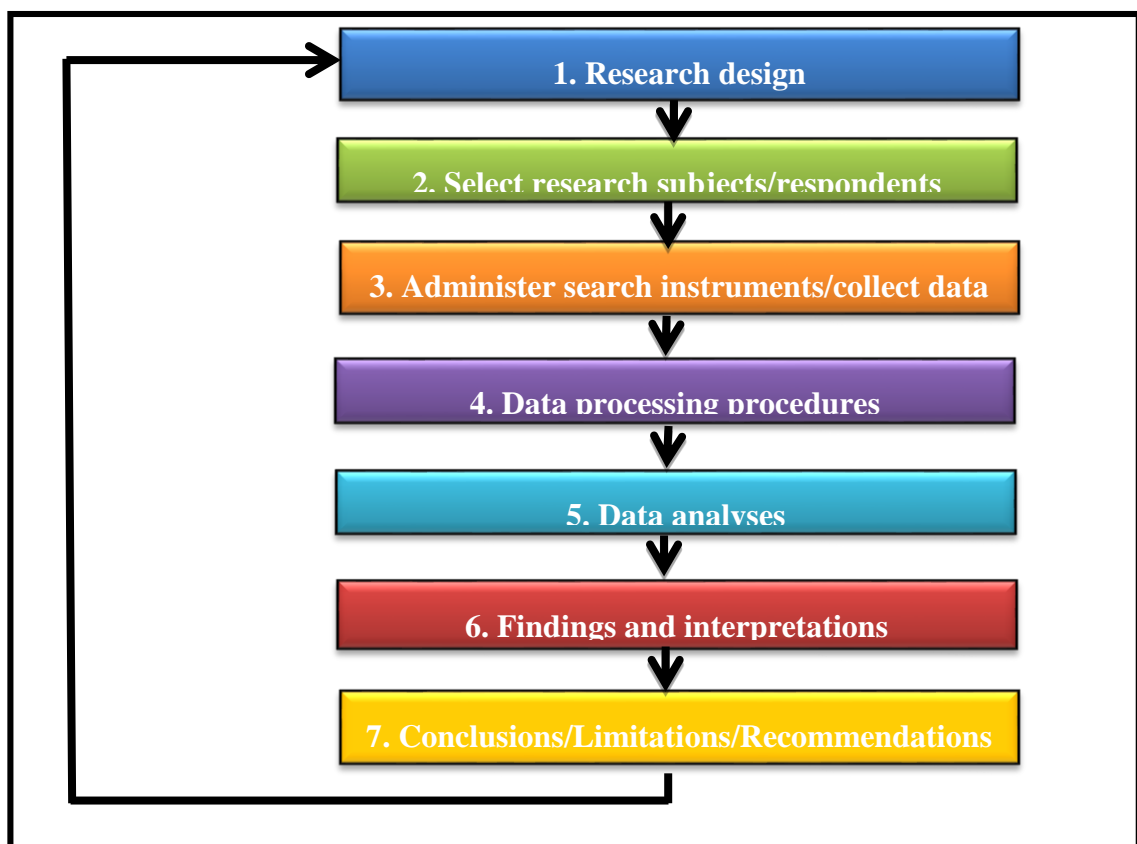 1. Research design
2. Select research subjects/respondents
3. Administer search instruments/collect data
4. Data processing procedures
5. Data analyses
6. Findings and interpretations
7. Conclusions/Limitations/Recommendations